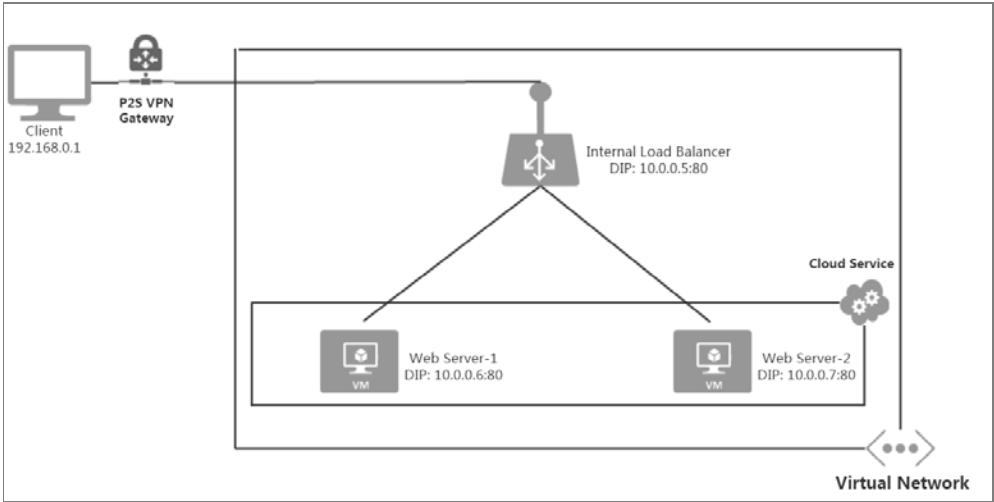 P2S VPN
Gateway
Client
192.168.0.1
Internal Load Balancer
DIP: 10.0.0.5:80
Cloud Service
Web Server-1
DIP: 10.0.0.6:80
VM
Web Server-2
DIP: 10.0.0.7:80
VM
Virtual Network